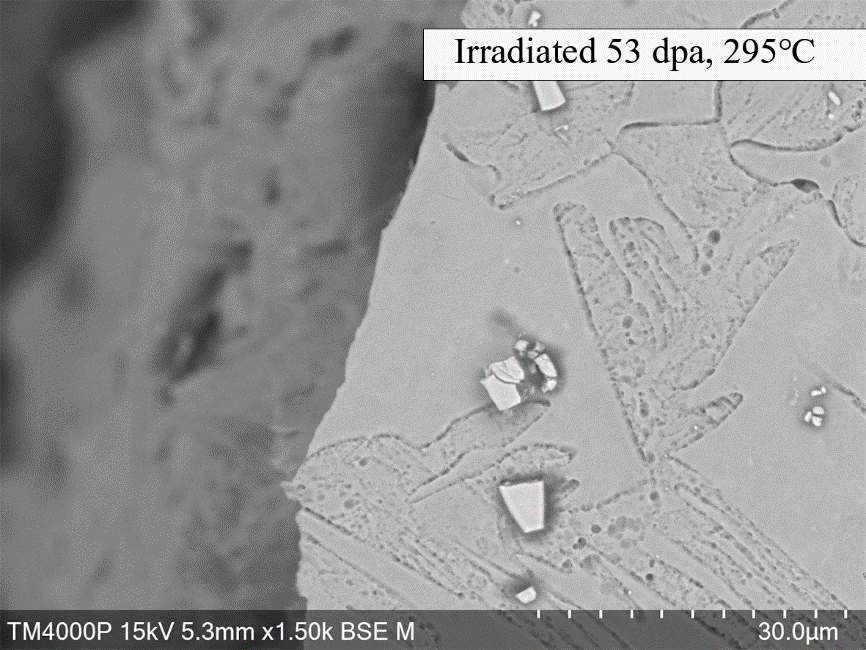 Irradiated 53 dpa, 295℃
TM4000P 15kV 5.3mm x1.50k BSE M
30.0µm